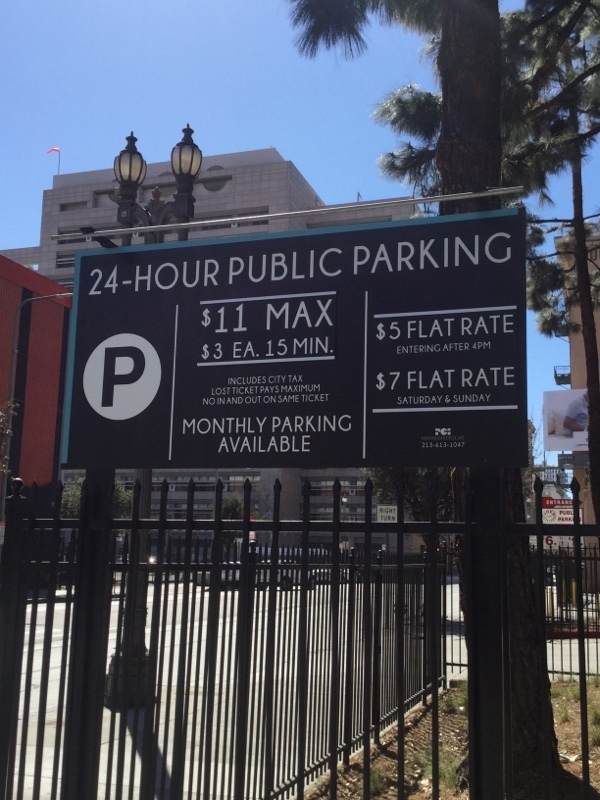 24-HOUR PUBLIC PARKING
P
$11 MAX
$3 EA. 15 MIN.
INCLUDES CITY TAX
LOST TICKET PAYS MAXIMUM
NO IN AND OUT ON SAME TICKET
MONTHLY PARKING
AVAILABLE
$5 FLAT RATE
ENTERING AFTER 4PM
$7 FLAT RATE
SATURDAY & SUNDAY
PCI
213-613-1047
RIGHT
TURN
ENTRANCE
PUBL
PARK
6.